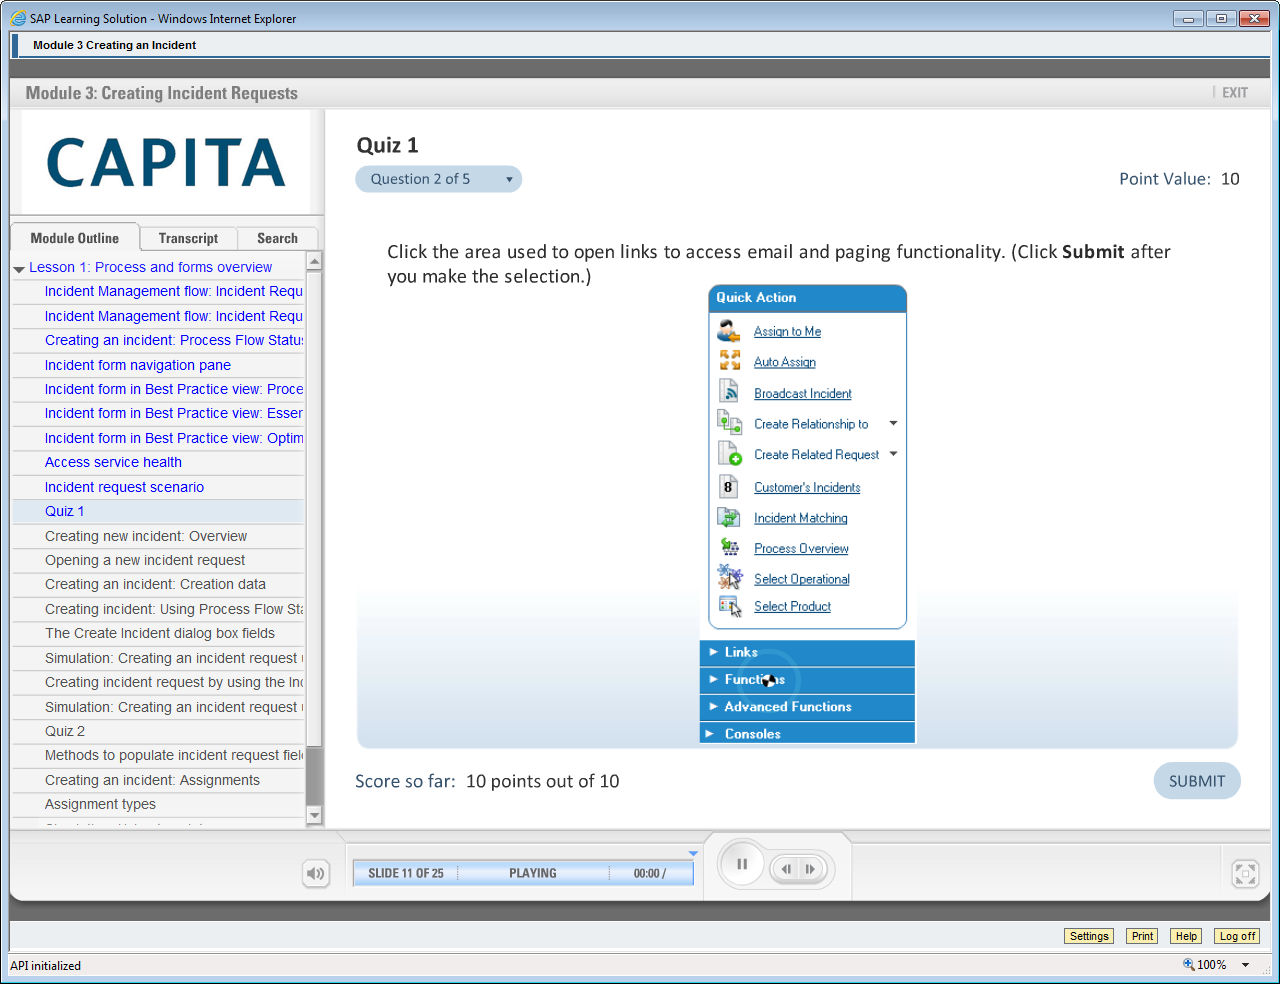 SAP Learning Solution - Windows Internet Explorer
Module 3 Creating an Incident
Module 3: Creating Incident Requests
EXIT
CAPITA
Module Outline
Transcript
Search
Lesson 1: Process and forms overview
Incident Management flow: Incident Requ
Incident Management flow: Incident Requ
Creating an incident: Process Flow Status
Incident form navigation pane
Incident form in Best Practice view: Proce
Incident form in Best Practice view: Esser
Incident form in Best Practice view: Optim
Access service health
Incident request scenario
Quiz 1
Creating new incident: Overview
Opening a new incident request
Creating an incident: Creation data
Creating incident: Using Process Flow Sta
The Create Incident dialog box fields
Simulation: Creating an incident request u
Creating incident request by using the Inc
Simulation: Creating an incident request u
Quiz 2
Methods to populate incident request field
Creating an incident: Assignments
Assignment types
Quiz 1
Question 2 of 5
Point Value: 10
Click the area used to open links to access email and paging functionality. (Click Submit after
you make the selection.)
Quick Action
Assign to Me
Auto Assign
Broadcast Incident
Create Relationship to
Create Related Request
8 Customer's Incidents
Incident Matching
Process Overview
Select Operational
Select Product
Links
Functions
Advanced Functions
Consoles
Score so far: 10 points out of 10
SUBMIT
SLIDE 11 OF 25
PLAYING
00:00 /
Settings
Print
Help
Log off
API initialized
100%